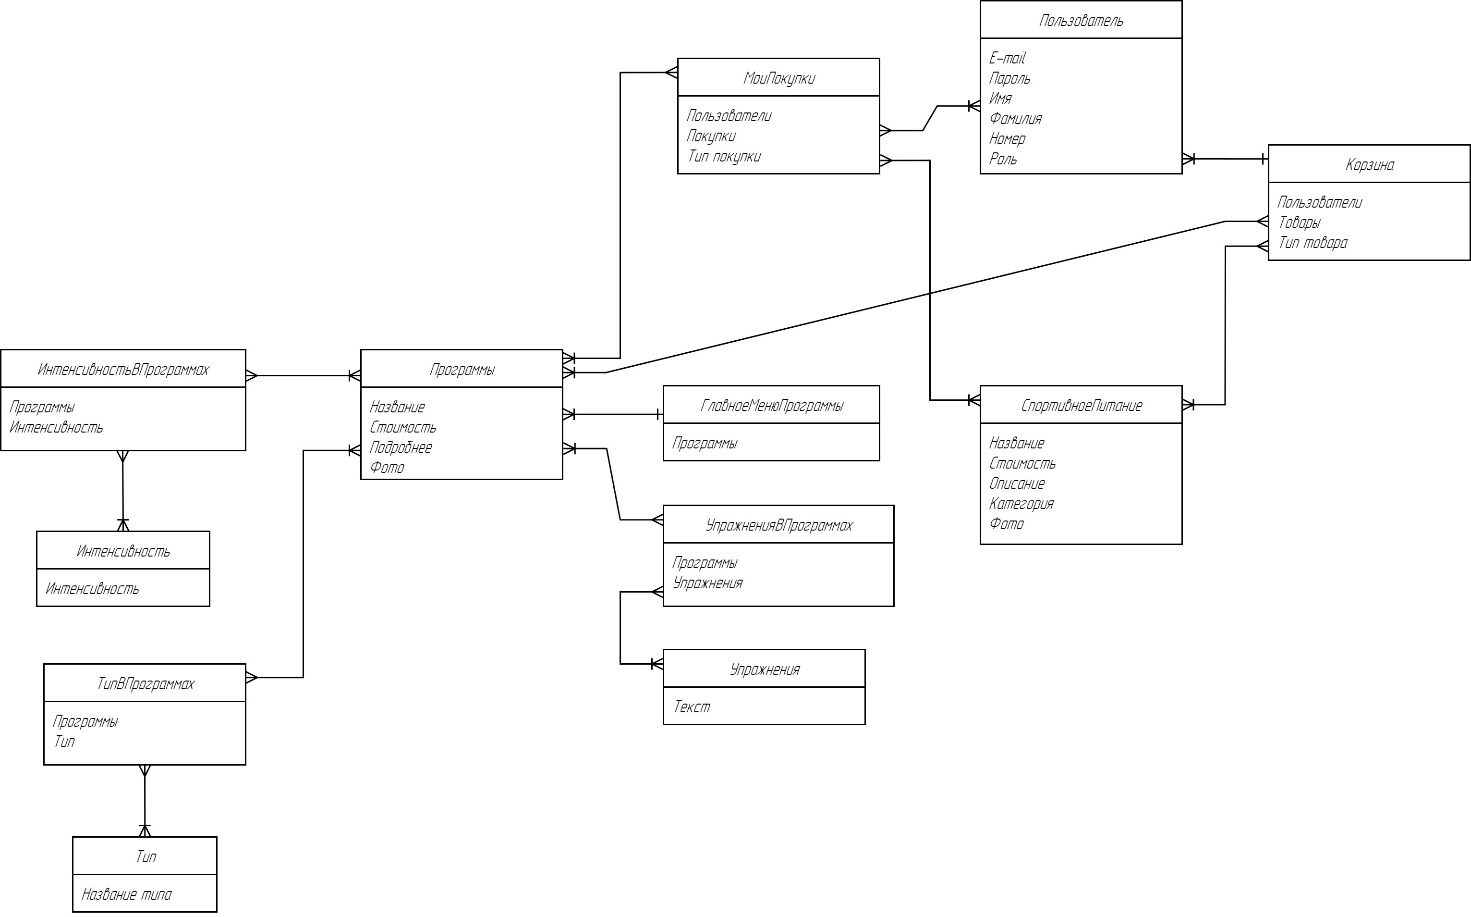 Пользователь
E-mail
Пароль
Имя
Фамилия
Номер
Роль
МоиПокупки
Пользователи
Покупки
Тип покупки
Корзина
Пользователи
Товары
Тип товара
ИнтенсивностьВПрограммах
Программы
Интенсивность
Программы
Название
Стоимость
Подробнее
Фото
ГлавноеМенюПрограммы
Программы
СпортивноеПитание
Название
Стоимость
Описание
Категория
Фото
УпражненияВПрограммах
Программы
Упражнения
Интенсивность
Интенсивность
Упражнения
Текст
ТипВПрограммах
Программы
Тип
Тип
Название типа